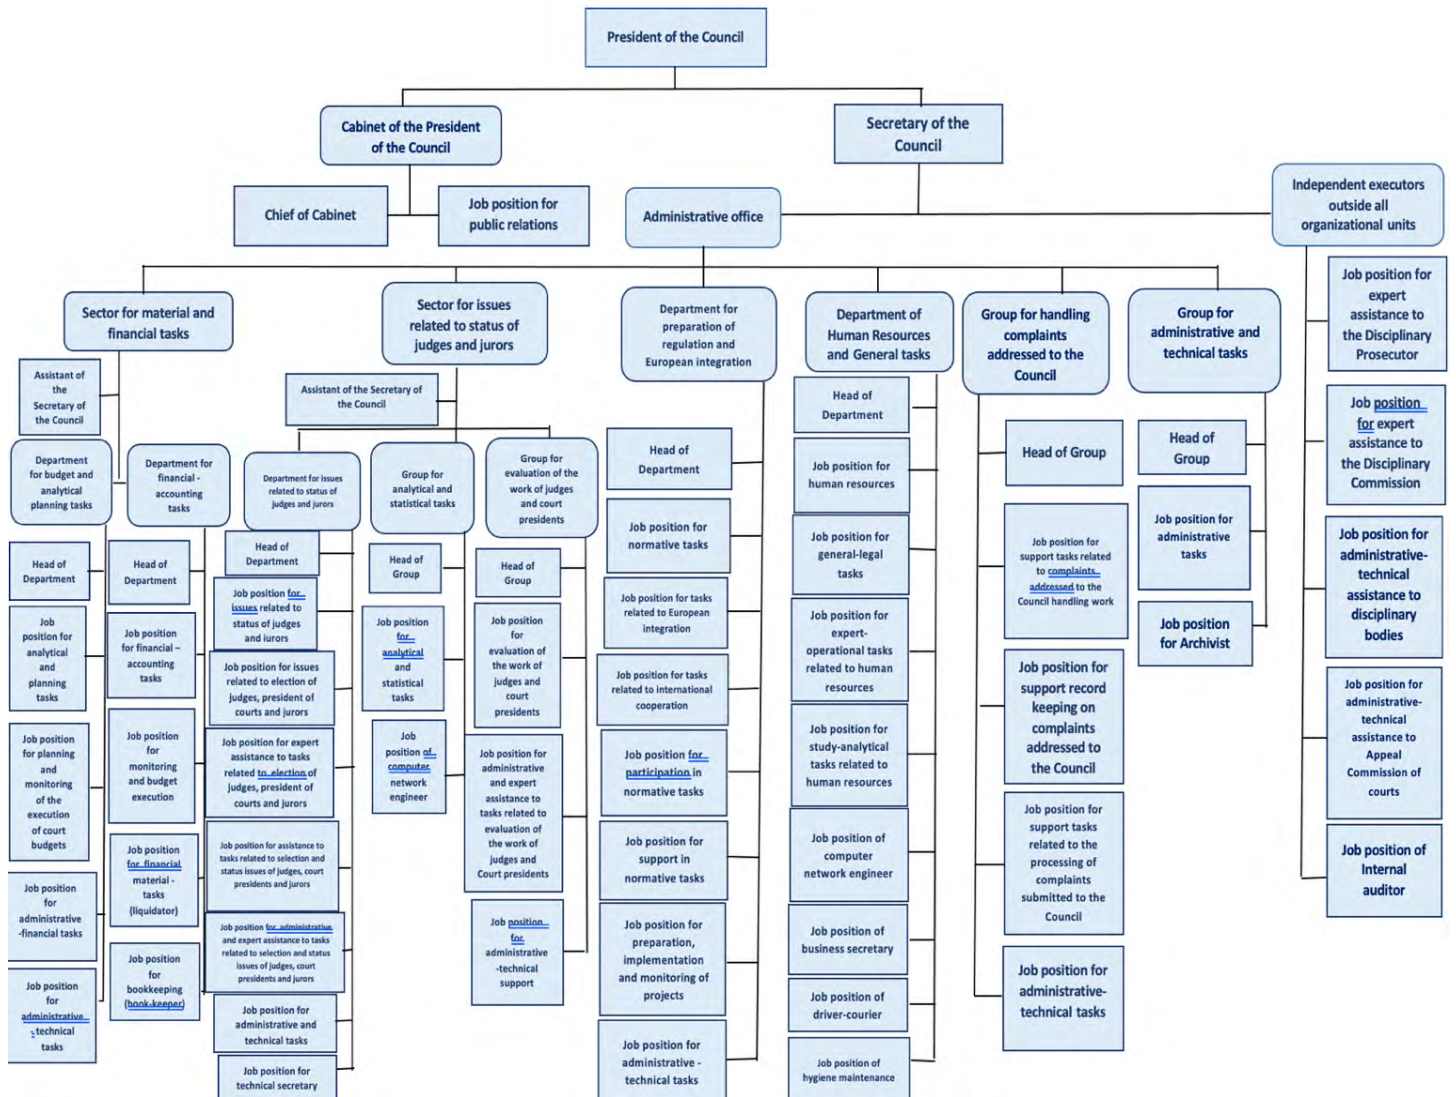 President of the Council
Cabinet of the President
of the Council
Secretary of the
Council
Chief of Cabinet
Job position for
public relations
Administrative office
Independent executors
outside all
organizational units
Sector for material and
financial tasks
Sector for issues
related to status of
judges and jurors
Department for
preparation of
regulation and
European integration
Department of
Human Resources
and General tasks
Group for handling
complaints
addressed to the
Council
Group for
administrative and
technical tasks
Assistant of
the
Secretary of
the Council
Department
for budget and
analytical
planning tasks
Department for
financial -
accounting
tasks
Head of
Department
Job
position for
analytical
and
planning
tasks
Job position
for planning
and
monitoring
of the
execution
of court
budgets
Job position
for
administrative
-financial tasks
Job position
for
administrative
-technical
tasks
Head of
Department
Job position
for financial –
accounting
tasks
Job position
for
monitoring
and budget
execution
Job position
for financial
material -
tasks
(liquidator)
Job position
for
bookkeeping
(book-keeper)
Assistant of the Secretary of
the Council
Department for issues
related to status of
judges and jurors
Group for
analytical and
statistical tasks
Group for
evaluation of the
work of judges
and court
presidents
Head of
Department
Job position for
issues related to
status of judges
and iurors
Job position for issues
related to election of
judges, president of
courts and jurors
Job position for expert
assistance to tasks
related to election of
judges, president of
courts and jurors
Job position for assistance to
tasks related to selection and
status issues of judges, court
presidents and jurors
Job position for administrative
and expert assistance to tasks
related to selection and status
issues of judges, court
presidents and jurors
Job position for
administrative and
technical tasks
Job position for
technical secretary
Head of
Group
Job position
for
analytical
and
statistical
tasks
Job
position of
computer
network
engineer
Head of
Group
Job position
for
evaluation of
the work of
judges and
court
presidents
Job position for
administrative
and expert
assistance to
tasks related to
evaluation of
the work of
judges and
Court presidents
Job position
for
administrative
-technical
support
Head of
Department
Job position for
normative tasks
Job position for tasks
related to European
integration
Job position for tasks
related to international
cooperation
Job position for
participation in
normative tasks
Job position for
support in
normative tasks
Job position for
preparation,
implementation
and monitoring of
projects
Job position for
administrative -
technical tasks
Head of
Department
Job position for
human resources
Job position for
general-legal
tasks
Job position for
expert-
operational tasks
related to human
resources
Job position for
study-analytical
tasks related to
human resources
Job position of
computer
network engineer
Job position of
business secretary
Job position of
driver-courier
Job position of
hygiene maintenance
Head of Group
Job position for
support tasks related
to complaints
addressed to the
Council handling work
Job position for
support record
keeping on
complaints
addressed to
the Council
Job position for
support tasks
related to the
processing of
complaints
submitted to the
Council
Job position for
administrative-
technical tasks
Head of
Group
Job position for
administrative
tasks
Job position
for Archivist
Job position for
expert
assistance to
the Disciplinary
Prosecutor
Job position
for expert
assistance to
the Disciplinary
Commission
Job position for
administrative-
technical
assistance to
disciplinary
bodies
Job position for
administrative-
technical
assistance to
Appeal
Commission of
courts
Job position of
Internal
auditor